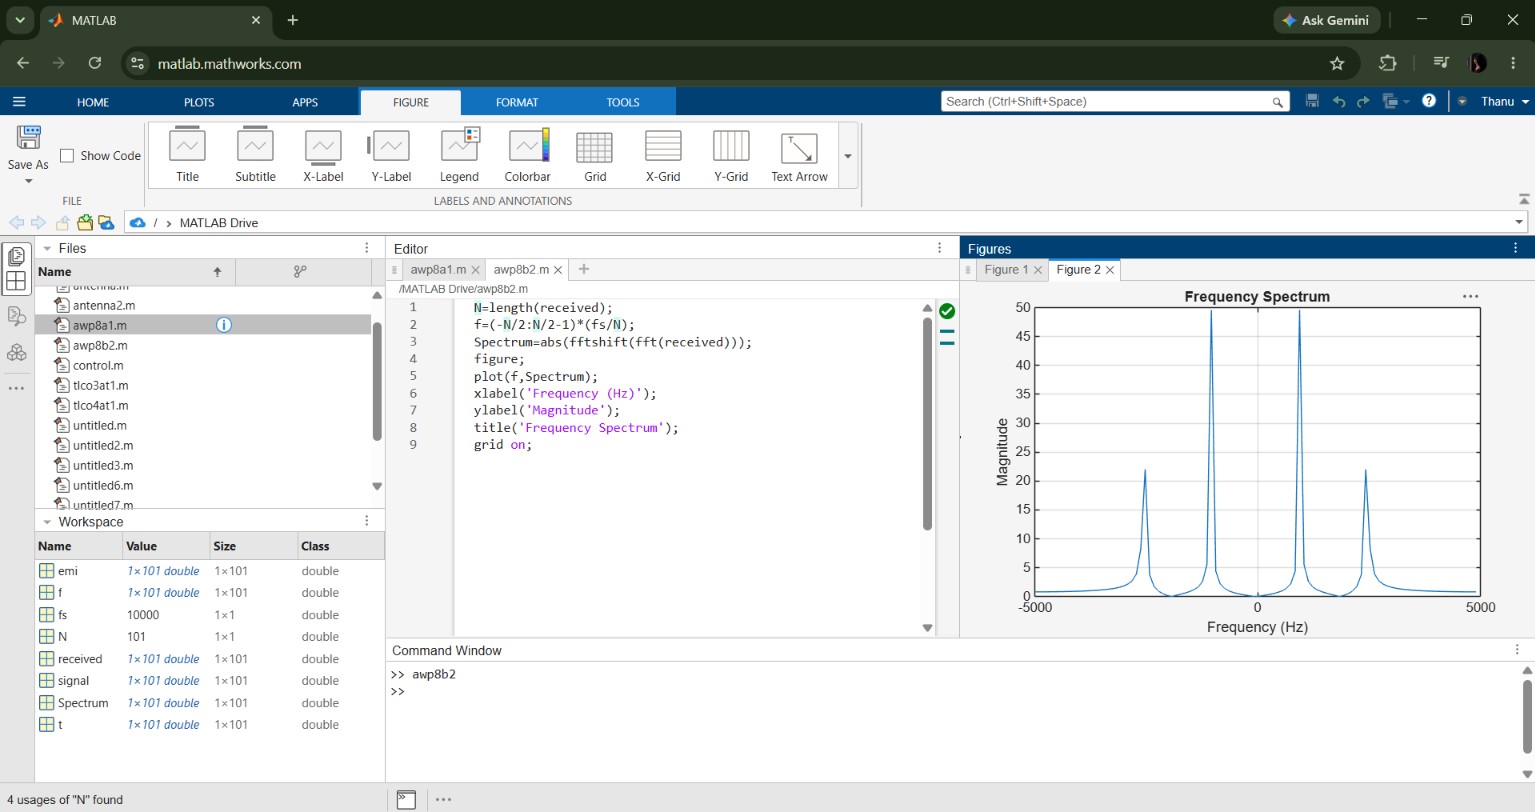 MATLAB
Ask Gemini
matlab.mathworks.com
HOME
PLOTS
APPS
FIGURE
FORMAT
TOOLS
Search (Ctrl+Shift+Space)
Thanu
Save As
Show Code
Title
Subtitle
X-Label
Y-Label
Legend
Colorbar
Grid
X-Grid
Y-Grid
Text Arrow
FILE
LABELS AND ANNOTATIONS
/ > MATLAB Drive
Files
Name
antenna.m
antenna2.m
awp8a1.m
awp8b2.m
control.m
tlco3at1.m
tlco4at1.m
untitled.m
untitled2.m
untitled3.m
untitled6.m
untitled7.m
Workspace
Name Value Size Class
emi 1×101 double 1×101 double
f 1×101 double 1×101 double
fs 10000 1×1 double
N 101 1×1 double
received 1×101 double 1×101 double
signal 1×101 double 1×101 double
Spectrum 1×101 double 1×101 double
t 1×101 double 1×101 double
Editor
awp8a1.m
awp8b2.m
/MATLAB Drive/awp8b2.m
1 N=length(received);
2 f=(-N/2:N/2-1)*(fs/N);
3 Spectrum=abs(fftshift(fft(received)));
4 figure;
5 plot(f,Spectrum);
6 xlabel('Frequency (Hz)');
7 ylabel('Magnitude');
8 title('Frequency Spectrum');
9 grid on;
Figures
Figure 1
Figure 2
Frequency Spectrum
50
45
40
35
30
25
20
15
10
5
0
Magnitude
-5000 0 5000
Frequency (Hz)
Command Window
>> awp8b2
>>
4 usages of "N" found